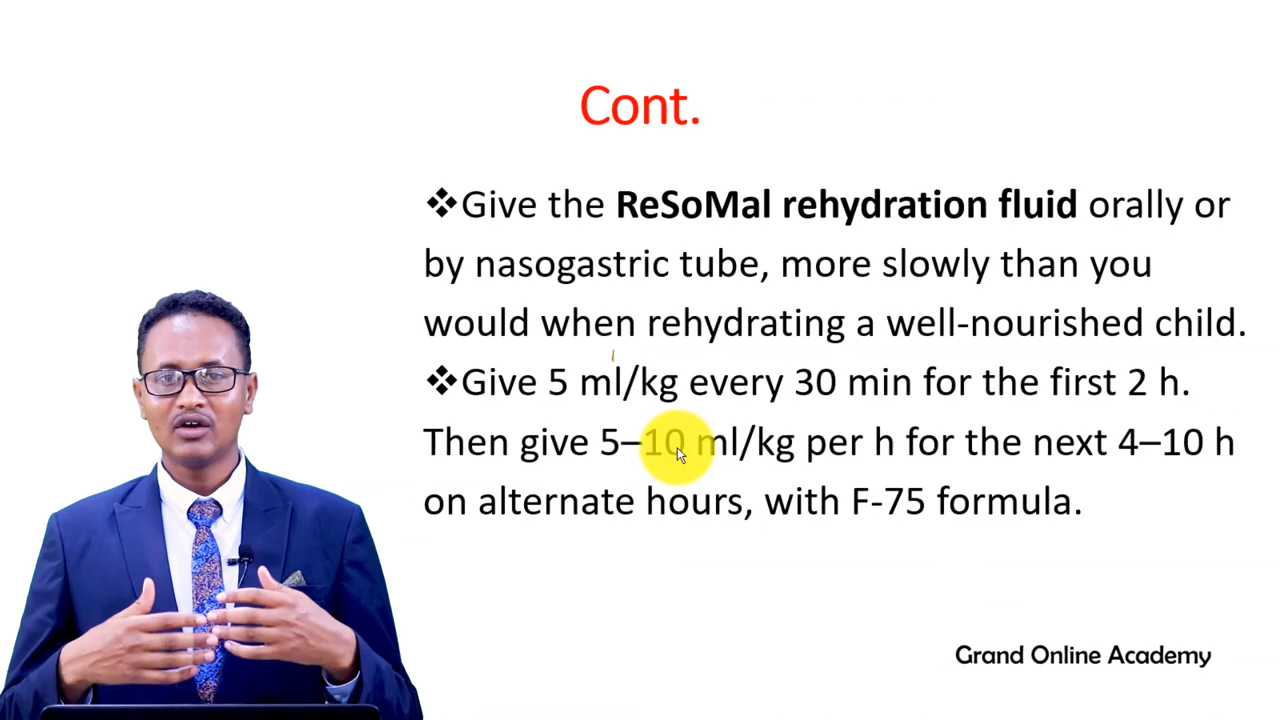 Cont.
❖Give the ReSoMal rehydration fluid orally or
by nasogastric tube, more slowly than you
would when rehydrating a well-nourished child.
❖Give 5 ml/kg every 30 min for the first 2 h.
Then give 5–10 ml/kg per h for the next 4–10 h
on alternate hours, with F-75 formula.
Grand Online Academy